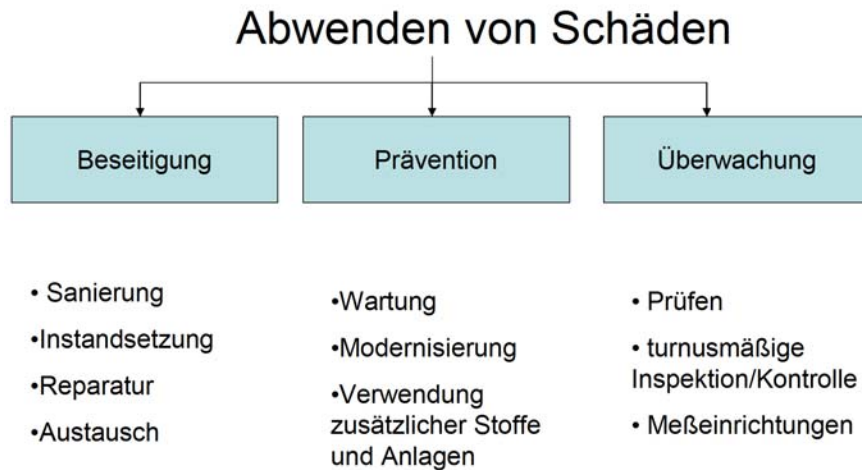 Abwenden von Schäden
Beseitigung
Prävention
Überwachung
• Sanierung
•Instandsetzung
•Reparatur
•Austausch
•Wartung
•Modernisierung
•Verwendung
zusätzlicher Stoffe
und Anlagen
• Prüfen
• turnusmäßige
Inspektion/Kontrolle
• Meßeinrichtungen